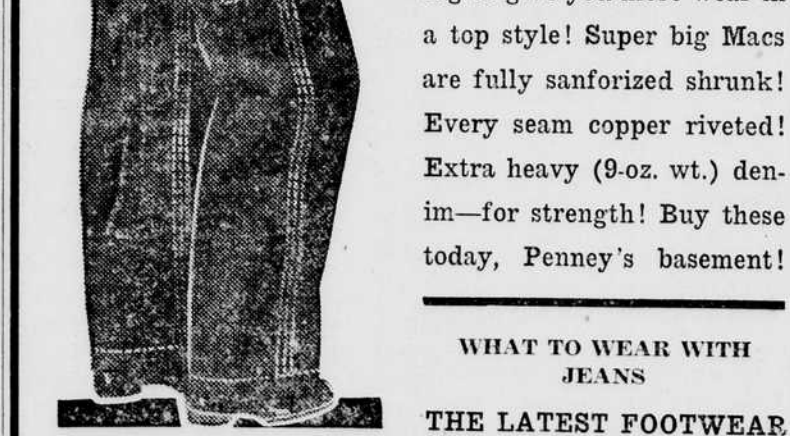 a top style! Super big Macs
are fully sanforized shrunk!
Every seam copper riveted!
Extra heavy (9-oz. wt.) den-
im—for strength! Buy these
today, Penney's basement!
WHAT TO WEAR WITH
JEANS
THE LATEST FOOTWEAR